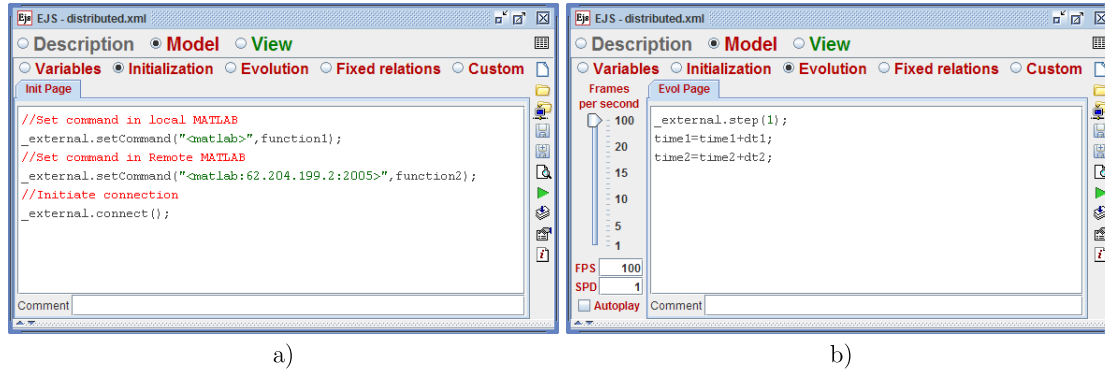 EJS - distributed.xml
Description Model View
Variables Initialization Evolution Fixed relations Custom
Init Page
//Set command in local MATLAB
_external.setCommand("<matlab>",function1);
//Set command in Remote MATLAB
_external.setCommand("<matlab:62.204.199.2:2005>",function2);
//Initiate connection
_external.connect();
Comment
a)
EJS - distributed.xml
Description Model View
Variables Initialization Evolution Fixed relations Custom
Frames
per second
100
20
15
10
5
1
FPS 100
SPD 1
Autoplay
Evol Page
_external.step(1);
time1=time1+dt1;
time2=time2+dt2;
Comment
b)